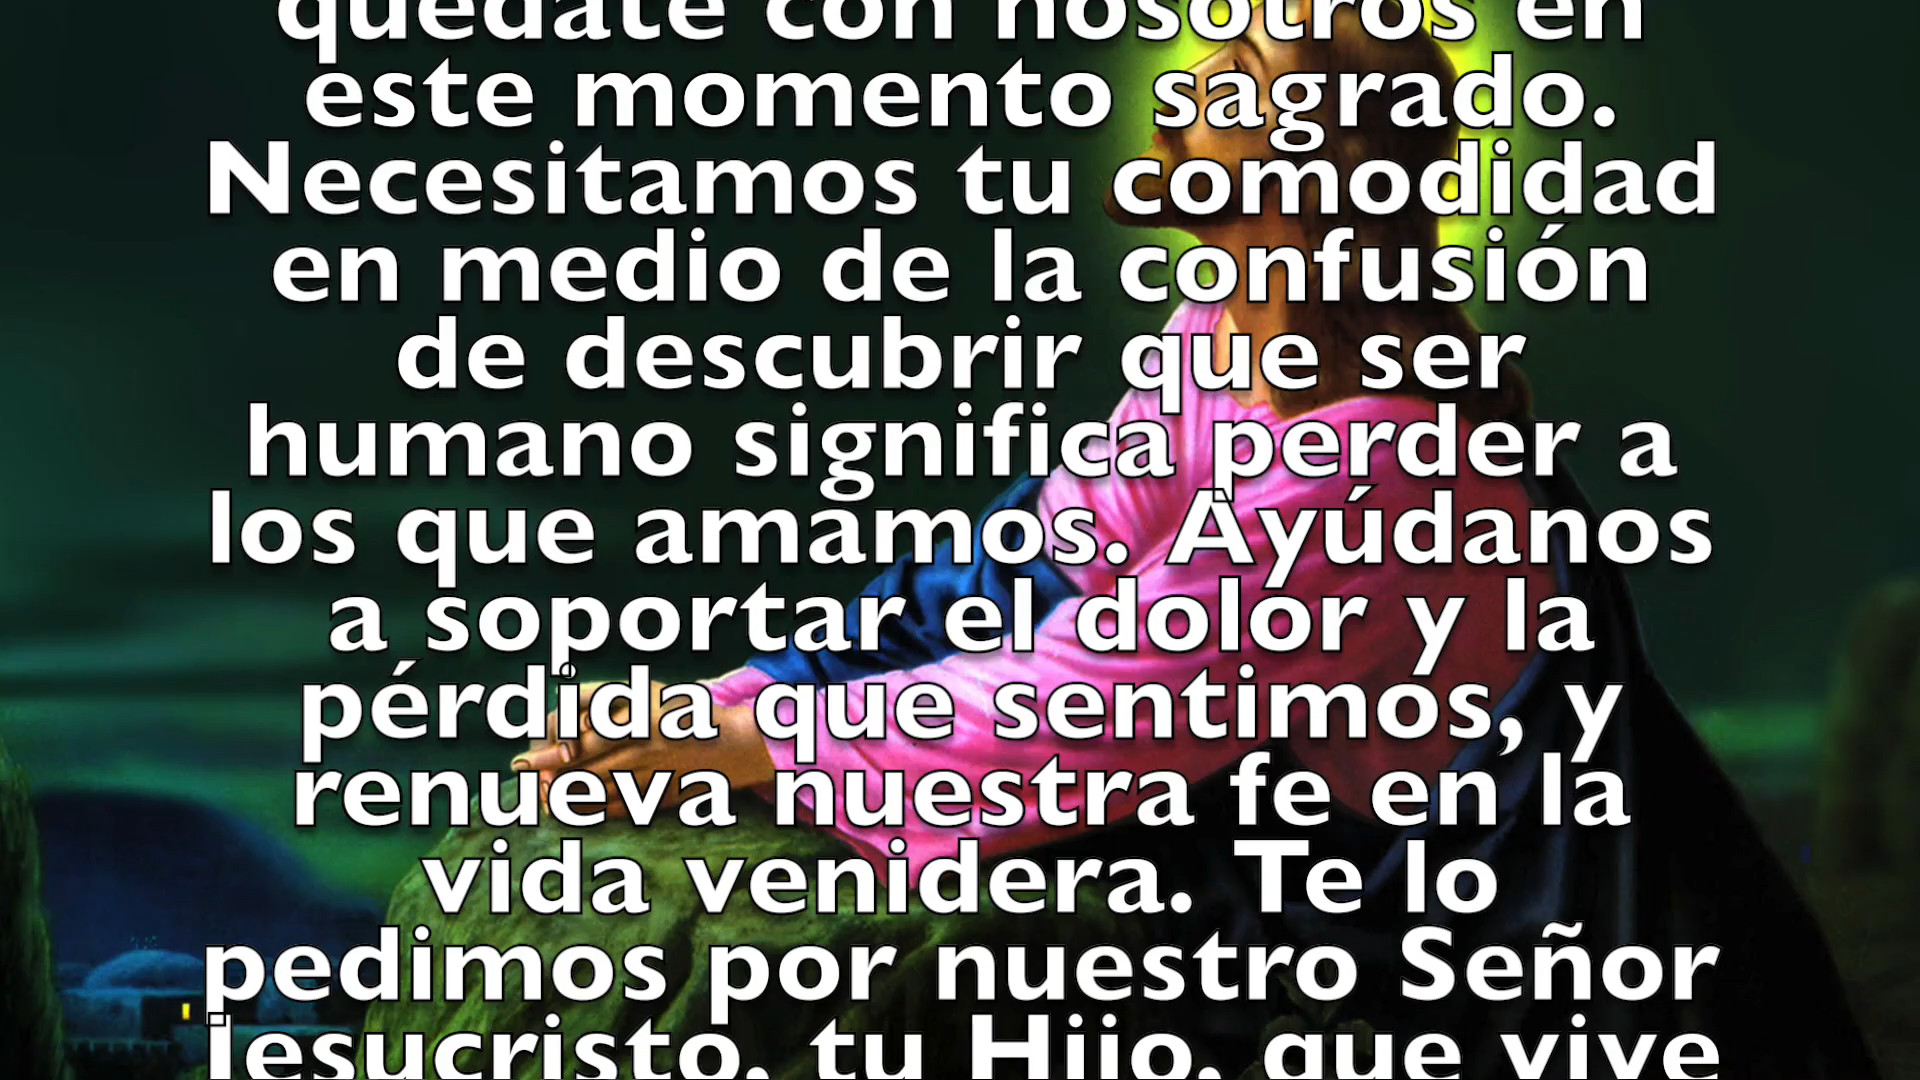 quédate con nosotros en
este momento sagrado.
Necesitamos tu comodidad
en medio de la confusión
de descubrir que ser
humano significa perder a
los que amamos. Ayúdanos
a soportar el dolor y la
pérdida que sentimos, y
renueva nuestra fe en la
vida venidera. Te lo
pedimos por nuestro Señor
Jesucristo, tu Hijo, que vive